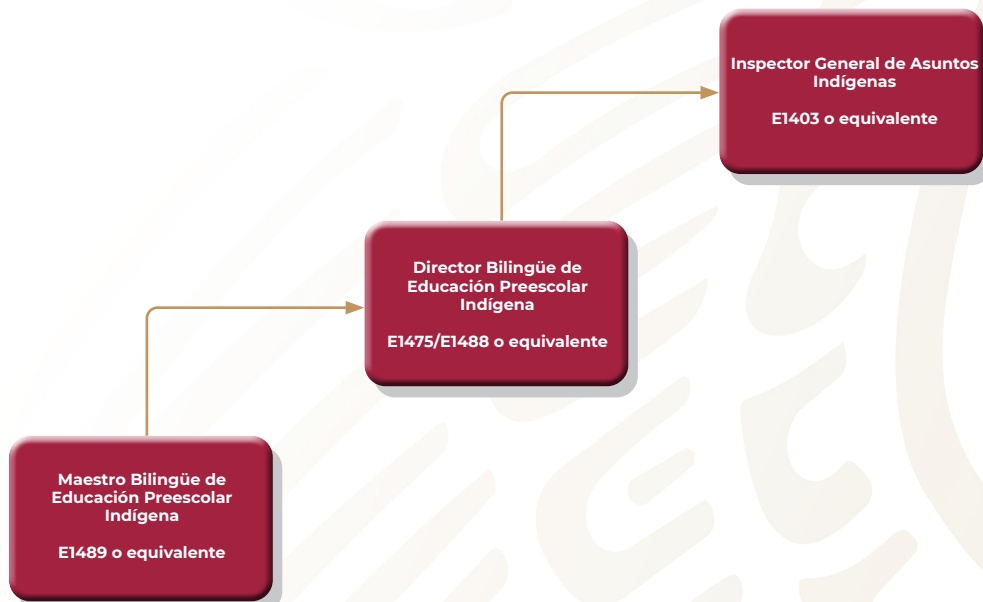 Inspector General de Asuntos
Indígenas
E1403 o equivalente
Director Bilingüe de
Educación Preescolar
Indígena
E1475/E1488 o equivalente
Maestro Bilingüe de
Educación Preescolar
Indígena
E1489 o equivalente